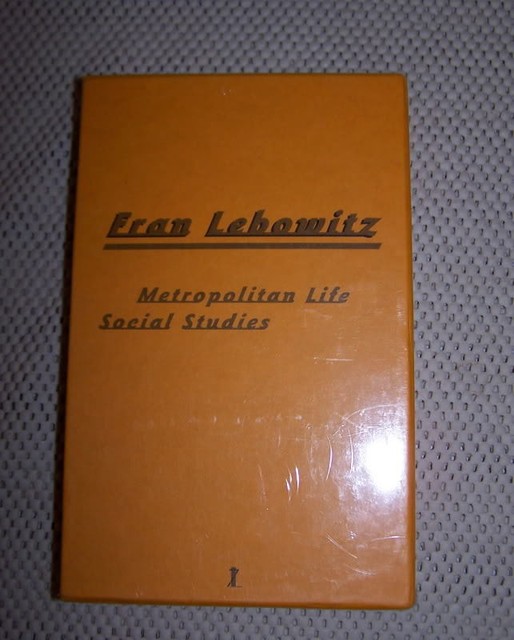 Fran Lebowitz
Metropolitan Life
Social Studies